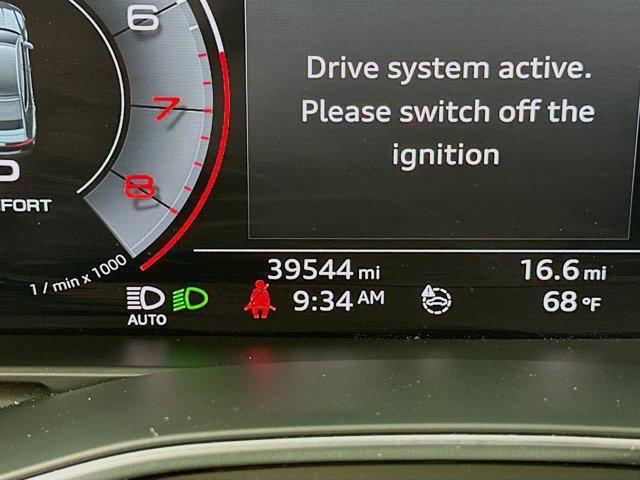 6
7
8
Drive system active.
Please switch off the
ignition
FORT
1 / min x 1000
39544 mi
16.6 mi
AUTO
9:34 AM
68 °F